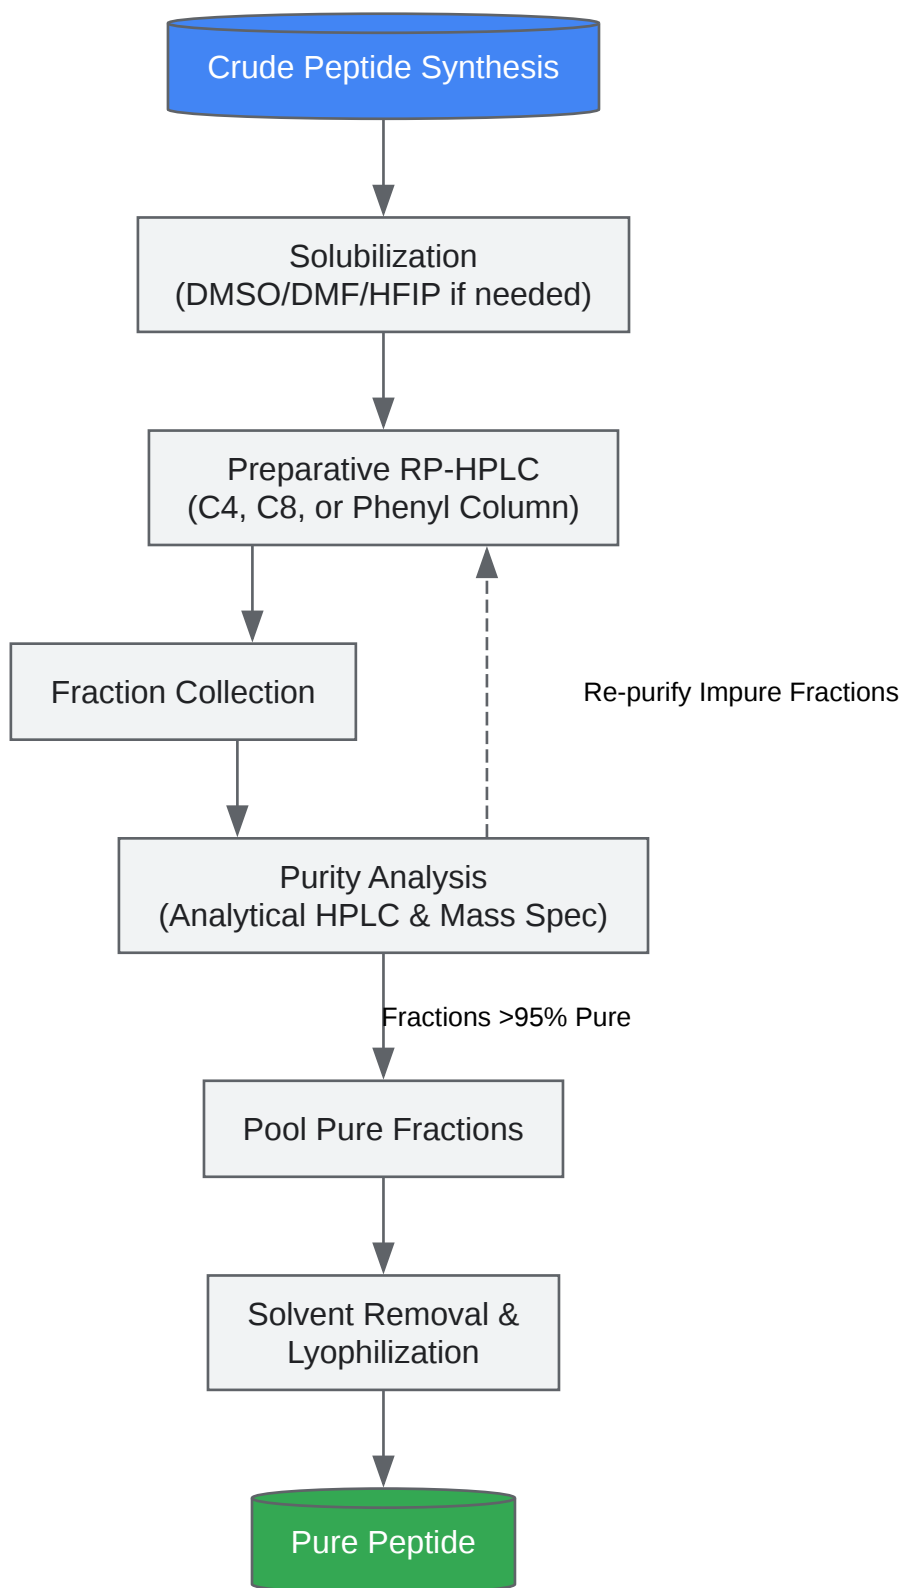 Crude Peptide Synthesis
Solubilization
(DMSO/DMF/HFIP if needed)
Preparative RP-HPLC
(C4, C8, or Phenyl Column)
Fraction Collection
Re-purify Impure Fractions
Purity Analysis
(Analytical HPLC & Mass Spec)
Fractions >95% Pure
Pool Pure Fractions
Solvent Removal &
Lyophilization
Pure Peptide